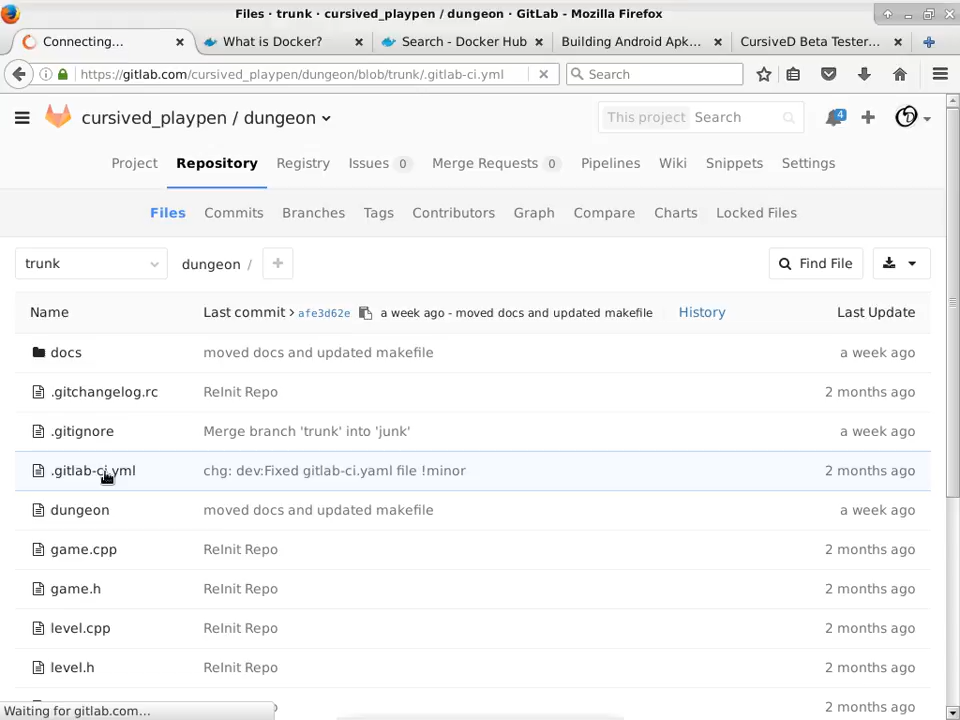 Files · trunk · cursived_playpen / dungeon · GitLab - Mozilla Firefox
Connecting... What is Docker? Search - Docker Hub Building Android Apk... CursiveD Beta Tester...
https://gitlab.com/cursived_playpen/dungeon/blob/trunk/.gitlab-ci.yml Search
cursived_playpen / dungeon This project Search 4
Project Repository Registry Issues 0 Merge Requests 0 Pipelines Wiki Snippets Settings
Files Commits Branches Tags Contributors Graph Compare Charts Locked Files
trunk dungeon / + Find File
Name Last commit > afe3d62e a week ago - moved docs and updated makefile History Last Update
docs moved docs and updated makefile a week ago
.gitchangelog.rc ReInit Repo 2 months ago
.gitignore Merge branch 'trunk' into 'junk' a week ago
.gitlab-ci.yml chg: dev:Fixed gitlab-ci.yaml file !minor 2 months ago
dungeon moved docs and updated makefile a week ago
game.cpp ReInit Repo 2 months ago
game.h ReInit Repo 2 months ago
level.cpp ReInit Repo 2 months ago
level.h ReInit Repo 2 months ago
2 months ago
Waiting for gitlab.com...